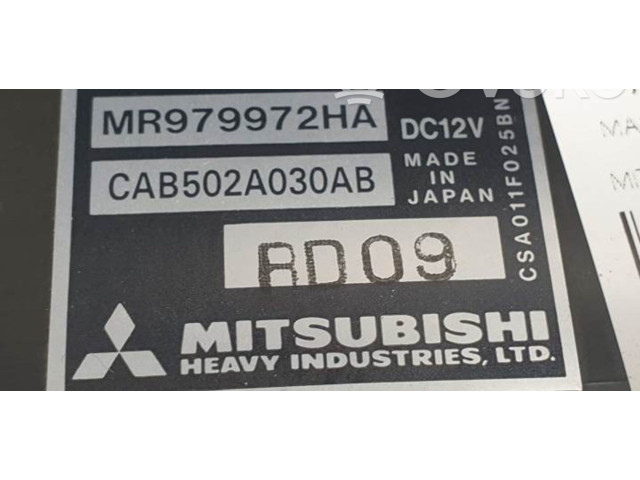 MR979972HA
DC12V
CAB502A030AB
MADE
IN
JAPAN
CSA011F025BN
RD09
MITSUBISHI
HEAVY INDUSTRIES, LTD.